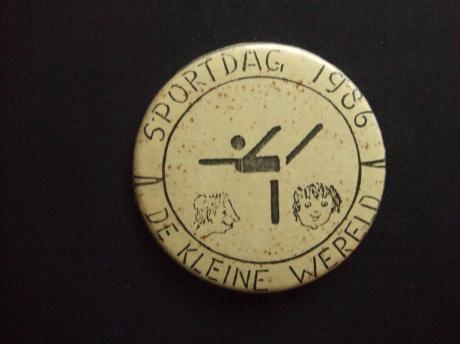 SPORTDAG 1986
DE KLEINE WERELD